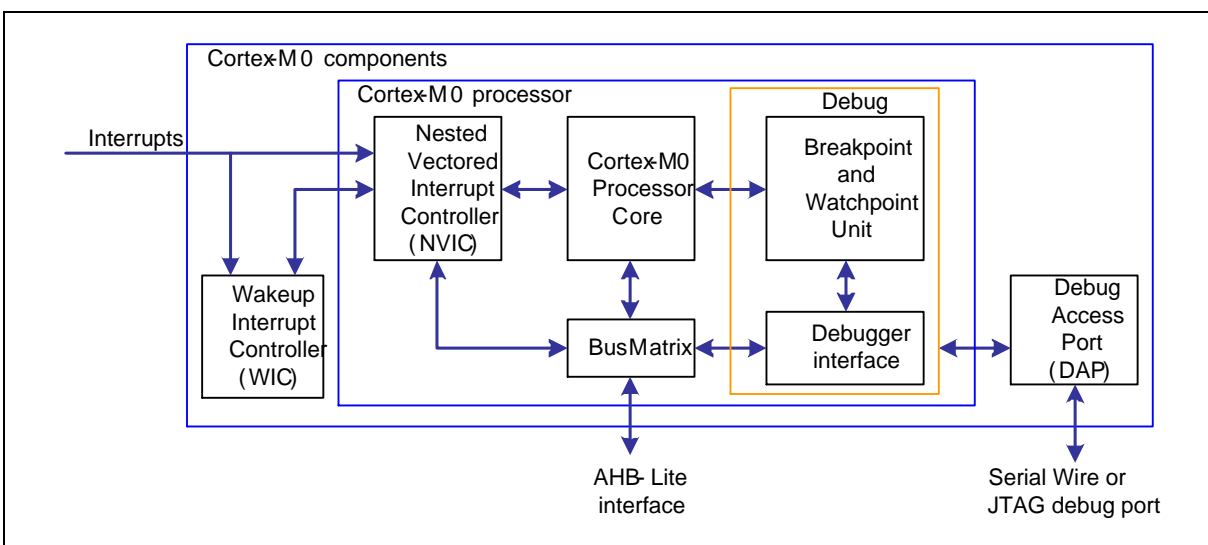 Cortex-M0 components
Cortex-M0 processor
Debug
Interrupts
Nested
Vectored
Interrupt
Controller
(NVIC)
Cortex-M0
Processor
Core
Breakpoint
and
Watchpoint
Unit
Wakeup
Interrupt
Controller
(WIC)
Bus Matrix
Debugger
interface
Debug
Access
Port
(DAP)
AHB-Lite
interface
Serial Wire or
JTAG debug port